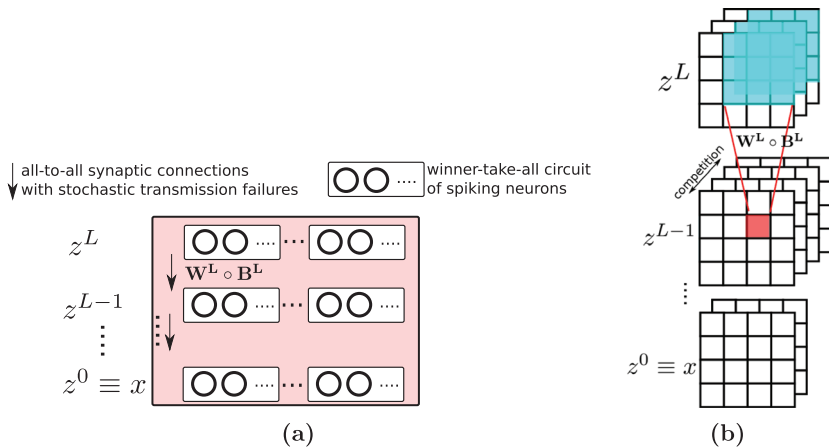 all-to-all synaptic connections
with stochastic transmission failures
winner-take-all circuit
of spiking neurons
....
z^L
.... ... ....
W^L ∘ B^L
z^{L-1}
.... ... ....
z^0 ≡ x
.... ... ....
(a)
z^L
W^L ∘ B^L
competition
z^{L-1}
z^0 ≡ x
(b)